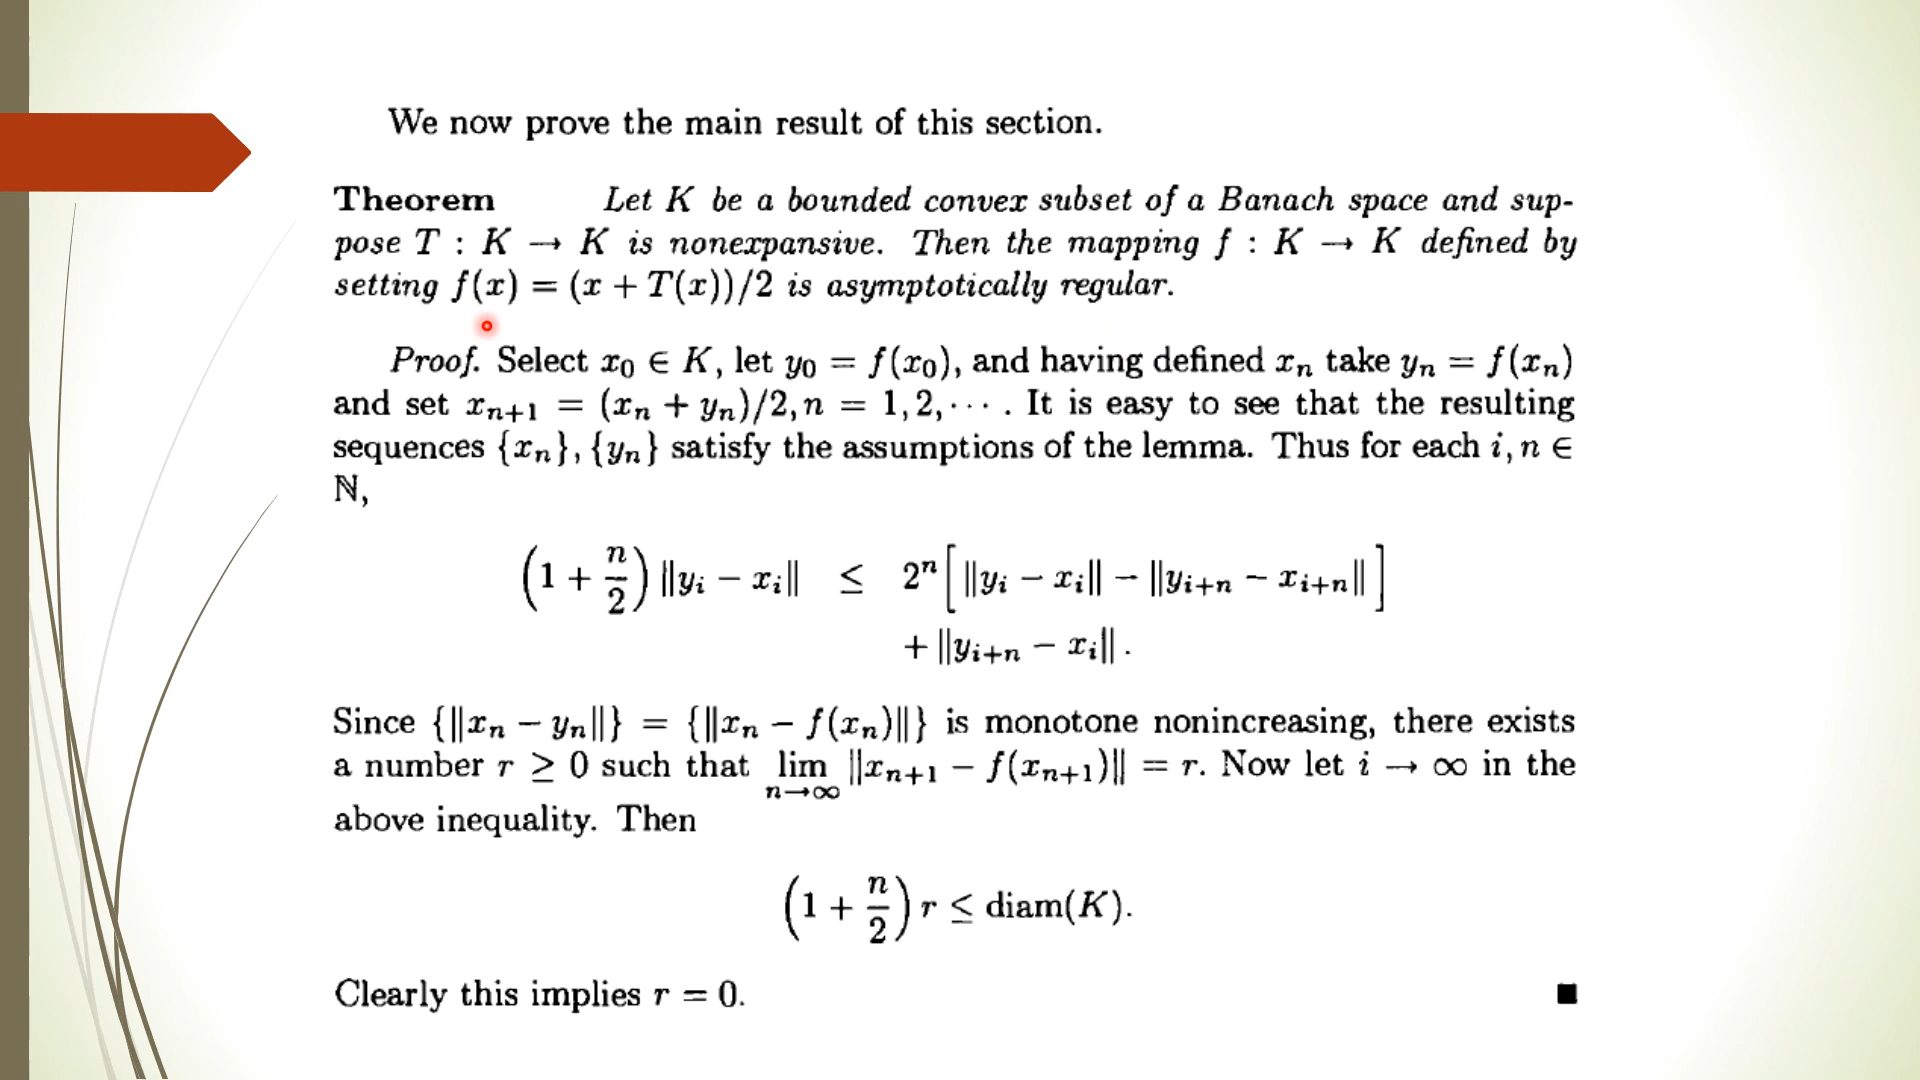 We now prove the main result of this section.
Theorem Let K be a bounded convex subset of a Banach space and sup-
pose T : K → K is nonexpansive. Then the mapping f : K → K defined by
setting f(x) = (x + T(x))/2 is asymptotically regular.
Proof. Select x₀ ∈ K, let y₀ = f(x₀), and having defined xₙ take yₙ = f(xₙ)
and set xₙ₊₁ = (xₙ + yₙ)/2, n = 1, 2, ··· . It is easy to see that the resulting
sequences {xₙ}, {yₙ} satisfy the assumptions of the lemma. Thus for each i, n ∈
ℕ,
(1 + n/2) ‖yᵢ − xᵢ‖ ≤ 2ⁿ [‖yᵢ − xᵢ‖ − ‖yᵢ₊ₙ − xᵢ₊ₙ‖]
+ ‖yᵢ₊ₙ − xᵢ‖ .
Since {‖xₙ − yₙ‖} = {‖xₙ − f(xₙ)‖} is monotone nonincreasing, there exists
a number r ≥ 0 such that lim n→∞ ‖xₙ₊₁ − f(xₙ₊₁)‖ = r. Now let i → ∞ in the
above inequality. Then
(1 + n/2) r ≤ diam(K).
Clearly this implies r = 0. ■